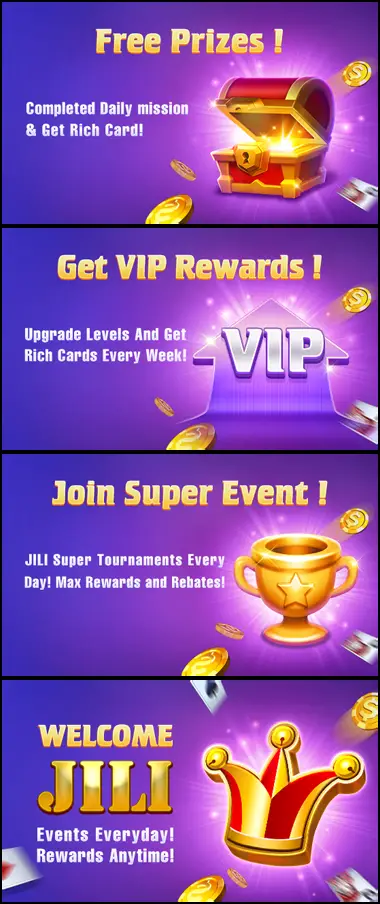 Free Prizes !
Completed Daily mission
& Get Rich Card!
Get VIP Rewards !
Upgrade Levels And Get
Rich Cards Every Week!
VIP
Join Super Event !
JILI Super Tournaments Every
Day! Max Rewards and Rebates!
WELCOME
JILI
Events Everyday!
Rewards Anytime!